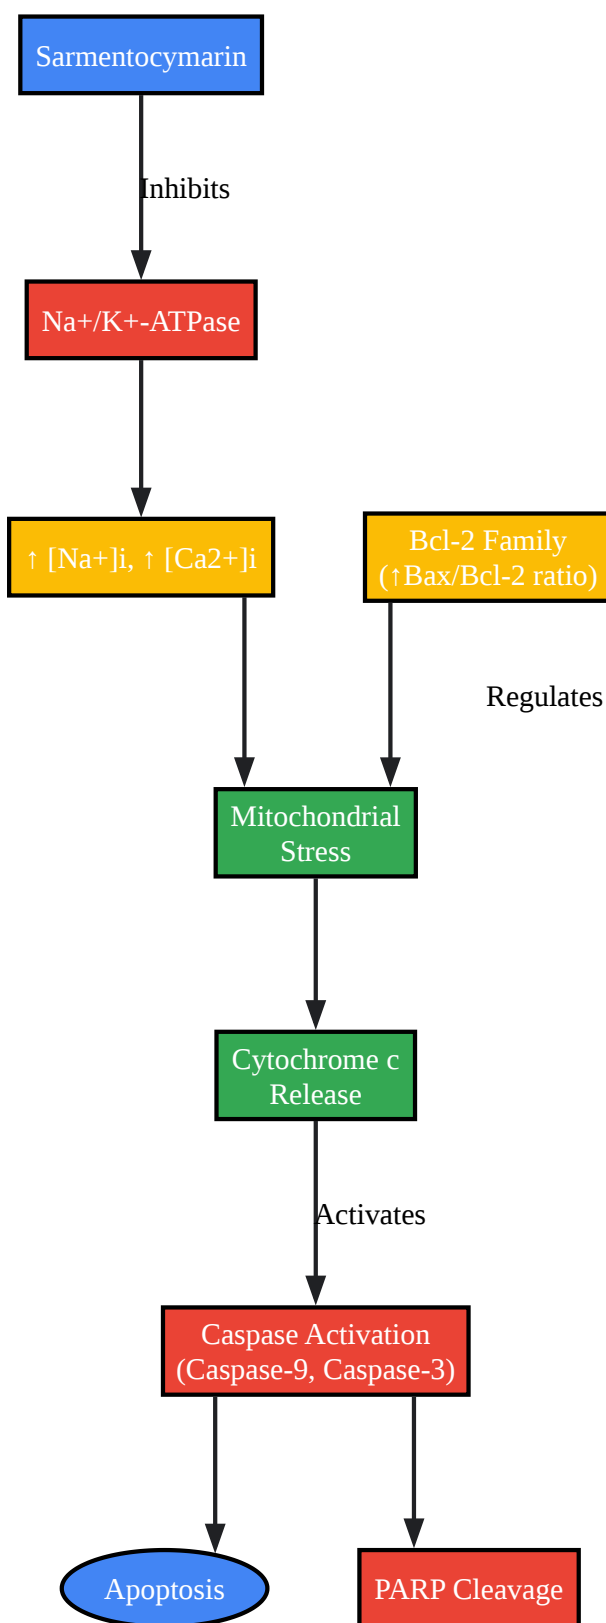 Sarmentocymarin
Inhibits
Na+/K+-ATPase
↑ [Na+]i, ↑ [Ca2+]i
Bcl-2 Family
(↑Bax/Bcl-2 ratio)
Regulates
Mitochondrial
Stress
Cytochrome c
Release
Activates
Caspase Activation
(Caspase-9, Caspase-3)
Apoptosis
PARP Cleavage